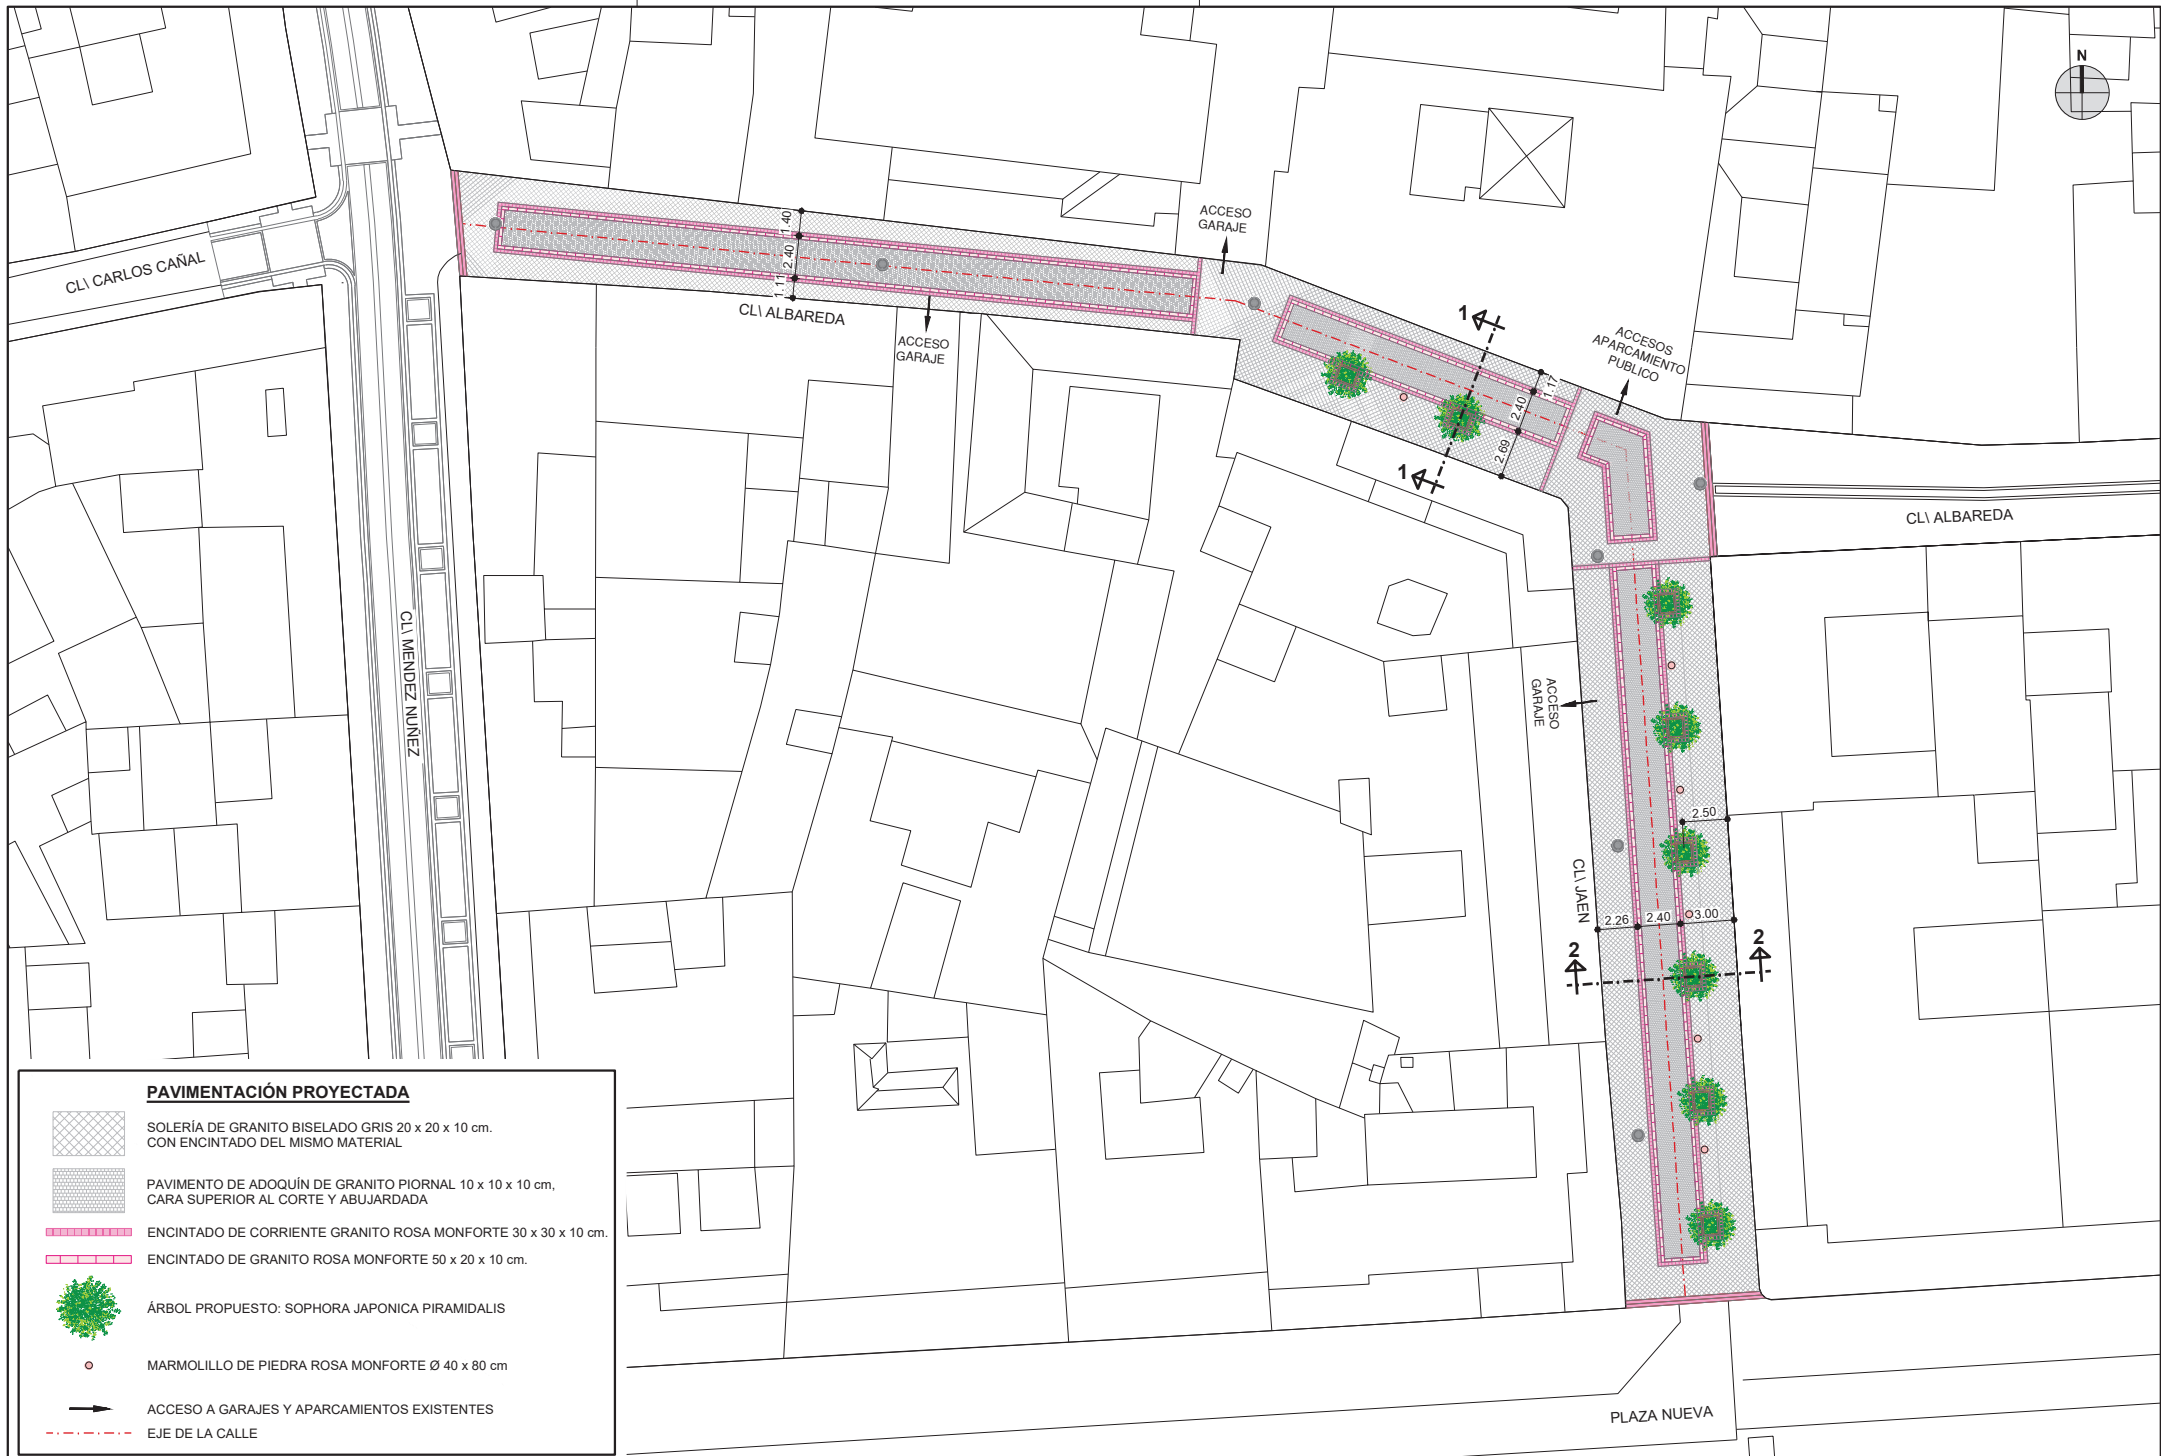 N
ACCESO
GARAJE
CL\ CARLOS CAÑAL
1.40
2.40
1.11
CL\ ALBAREDA
ACCESO
GARAJE
1
ACCESOS
APARCAMIENTO
PUBLICO
1.17
2.40
2.69
1
CL\ ALBAREDA
CL\ MENDEZ NUÑEZ
ACCESO
GARAJE
2.50
CL\ JAEN
2.26
2.40
3.00
2
2
PAVIMENTACIÓN PROYECTADA
SOLERÍA DE GRANITO BISELADO GRIS 20 x 20 x 10 cm.
CON ENCINTADO DEL MISMO MATERIAL
PAVIMENTO DE ADOQUÍN DE GRANITO PIORNAL 10 x 10 x 10 cm,
CARA SUPERIOR AL CORTE Y ABUJARDADA
ENCINTADO DE CORRIENTE GRANITO ROSA MONFORTE 30 x 30 x 10 cm.
ENCINTADO DE GRANITO ROSA MONFORTE 50 x 20 x 10 cm.
ÁRBOL PROPUESTO: SOPHORA JAPONICA PIRAMIDALIS
MARMOLILLO DE PIEDRA ROSA MONFORTE Ø 40 x 80 cm
ACCESO A GARAJES Y APARCAMIENTOS EXISTENTES
EJE DE LA CALLE
PLAZA NUEVA